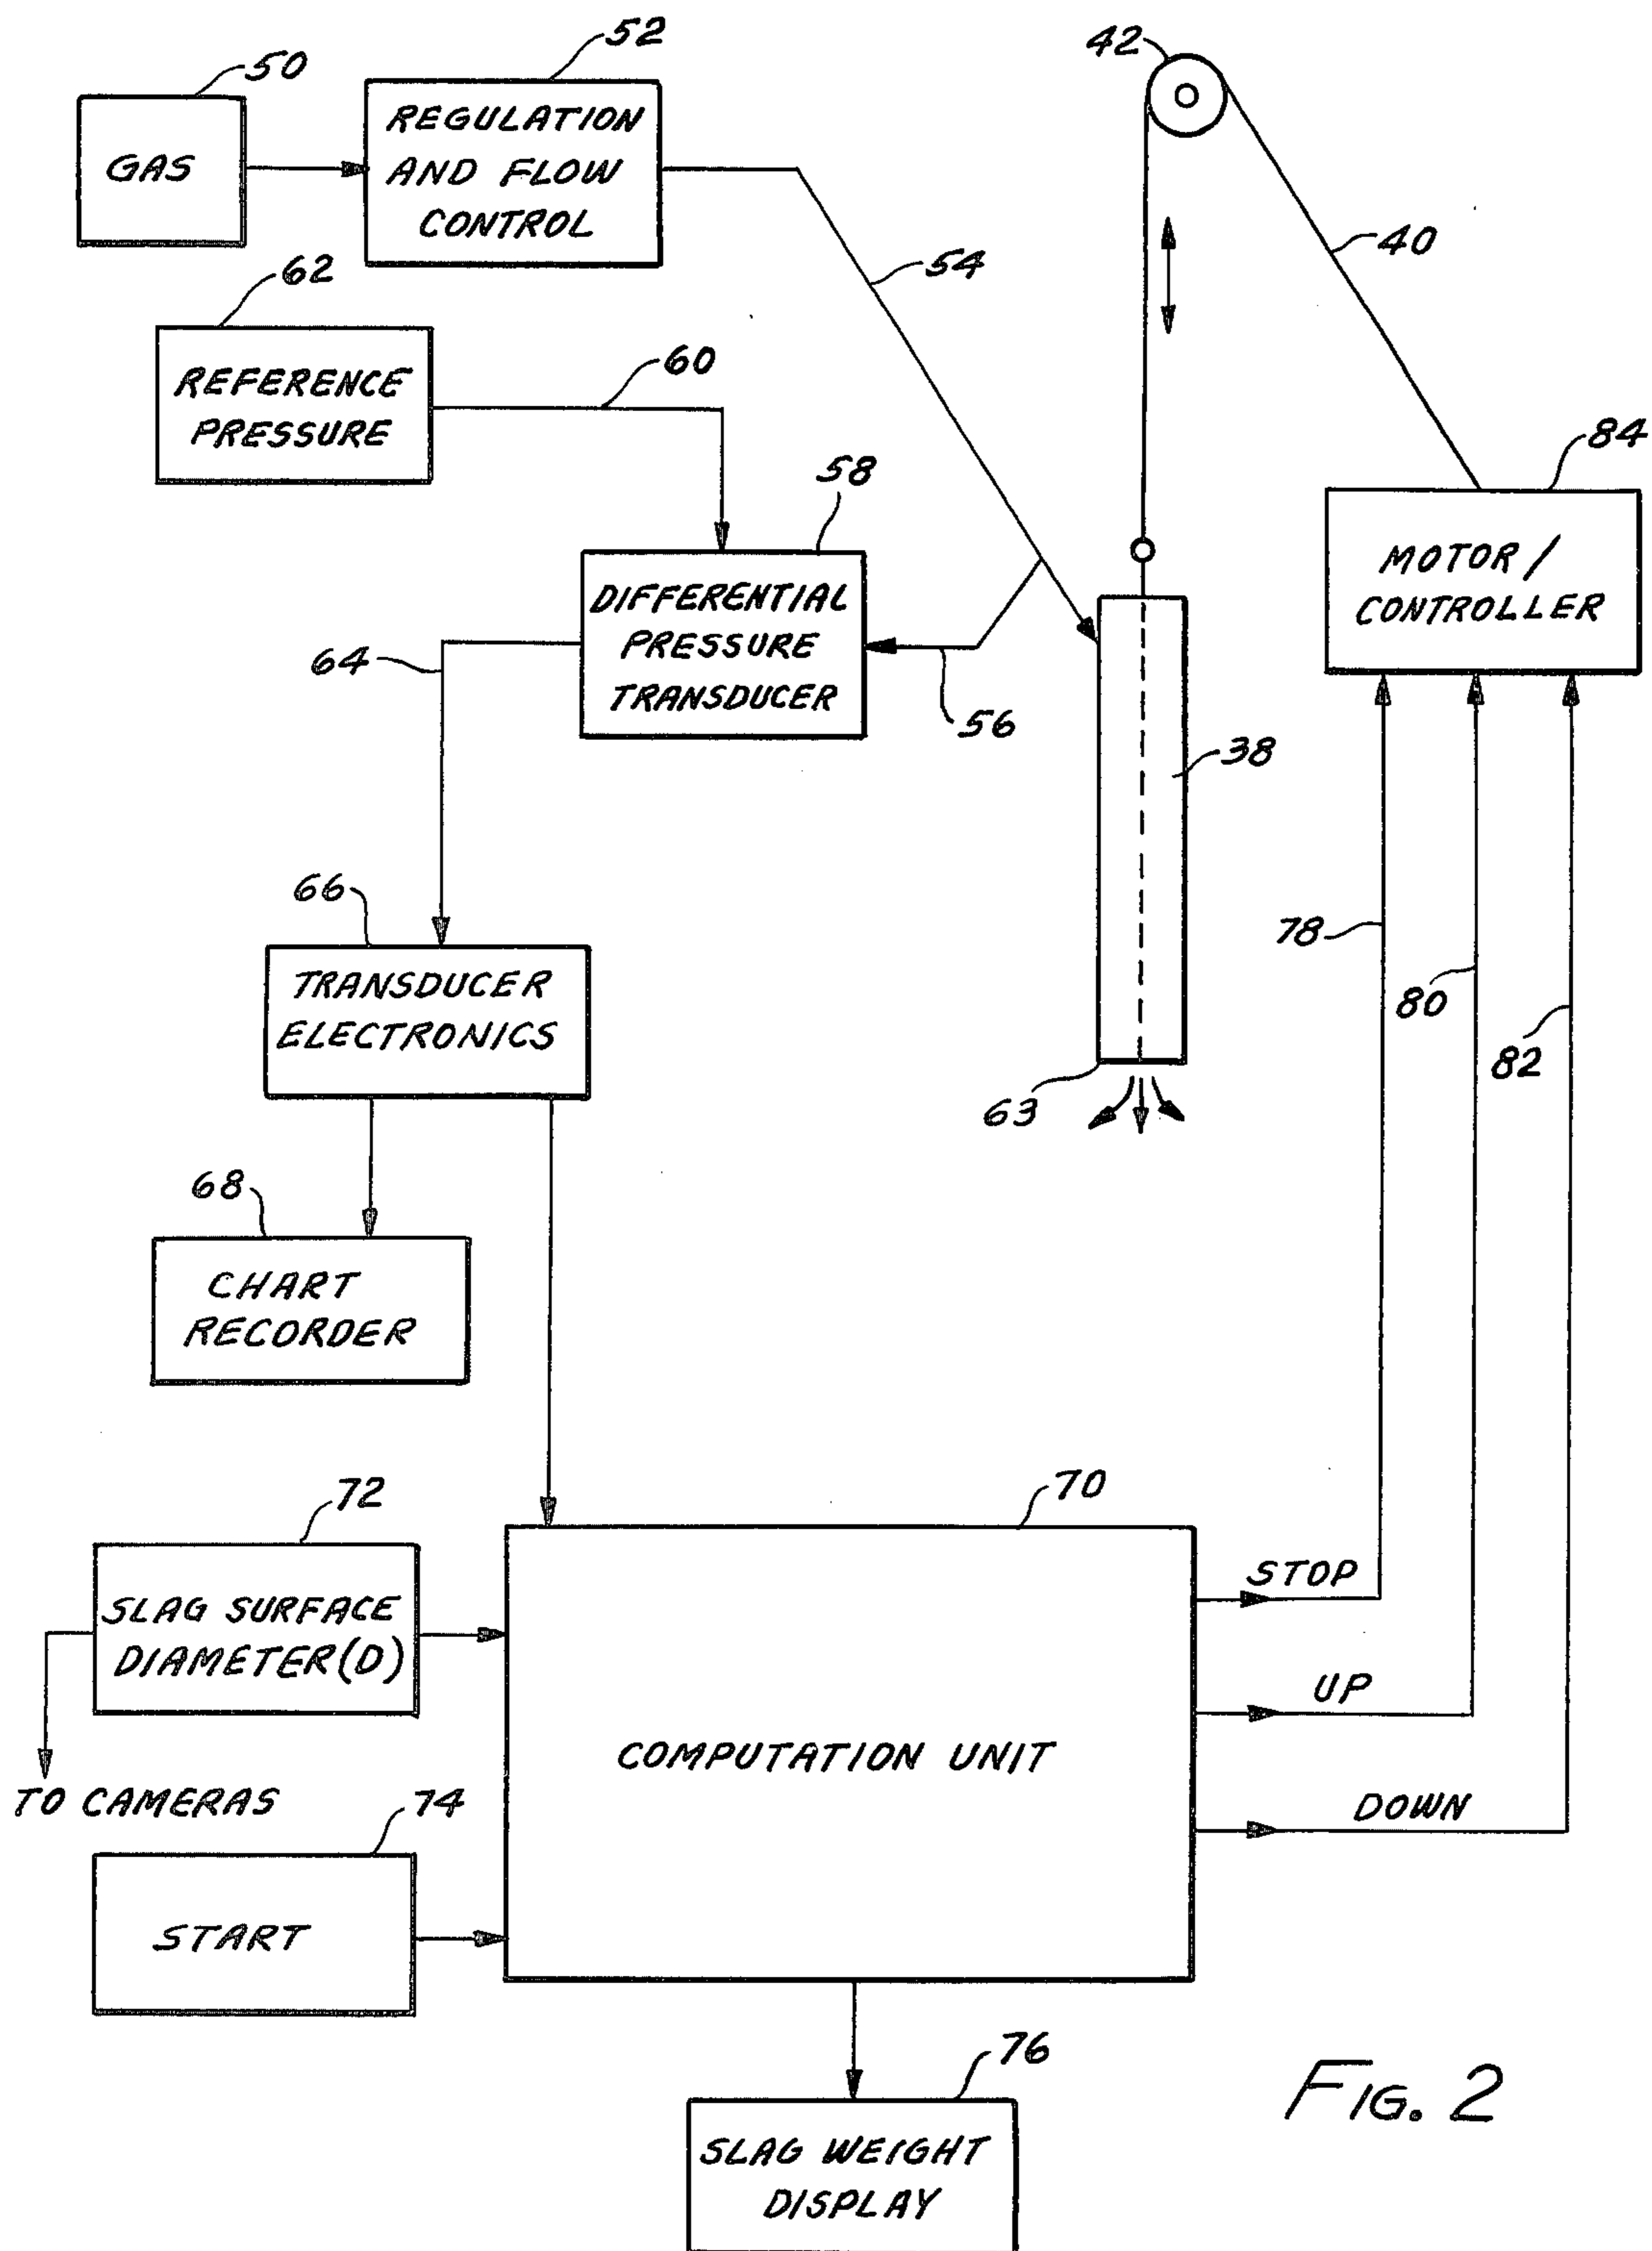 52
42
50
REGULATION
AND FLOW
CONTROL
GAS
40
54
62
60
REFERENCE
PRESSURE
84
58
MOTOR/
CONTROLLER
DIFFERENTIAL
PRESSURE
TRANSDUCER
64
56
38
66
78
TRANSDUCER
ELECTRONICS
80
82
63
68
CHART
RECORDER
72
70
STOP
SLAG SURFACE
DIAMETER(D)
UP
COMPUTATION UNIT
TO CAMERAS
74
DOWN
START
76
FIG. 2
SLAG WEIGHT
DISPLAY